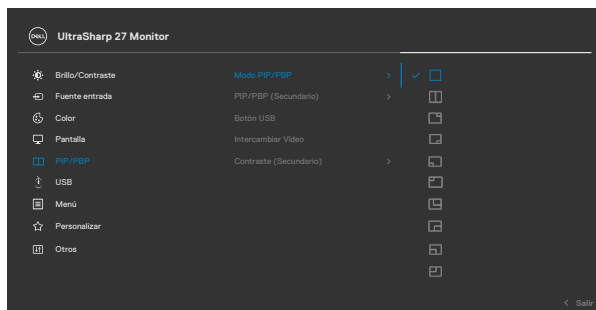 DELL
UltraSharp 27 Monitor
Brillo/Contraste
Modo PIP/PBP
Fuente entrada
PIP/PBP (Secundario)
Color
Botón USB
Pantalla
Intercambiar Vídeo
PIP/PBP
Contraste (Secundario)
USB
Menú
Personalizar
Otros
Salir